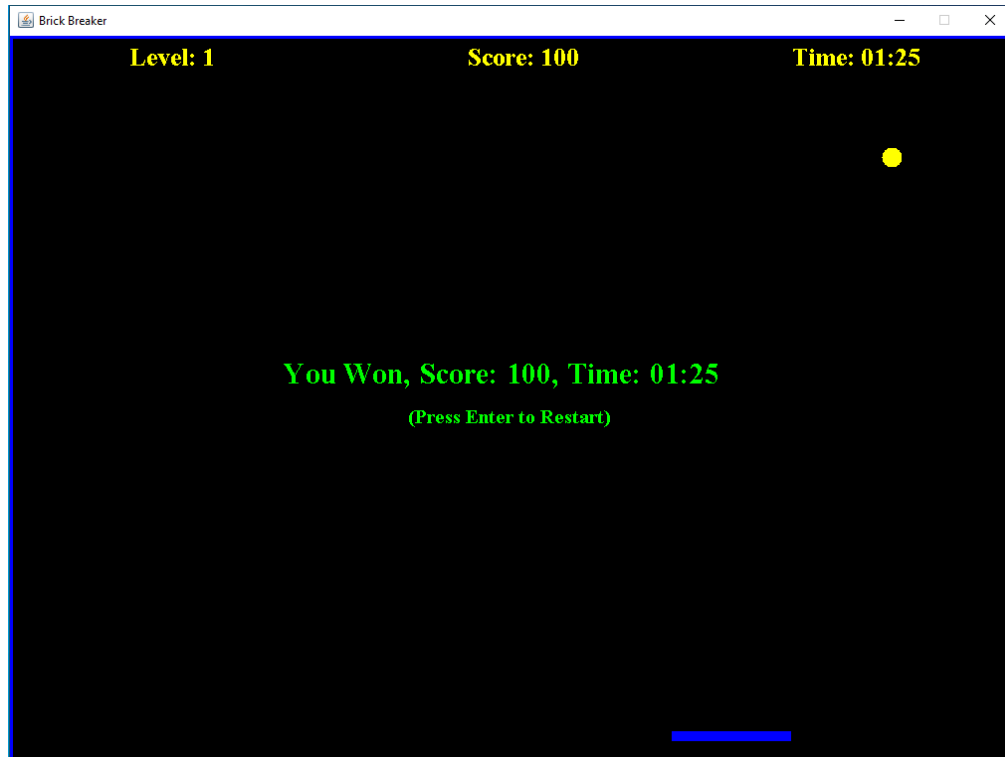 Brick Breaker
Level: 1 Score: 100 Time: 01:25
You Won, Score: 100, Time: 01:25
(Press Enter to Restart)